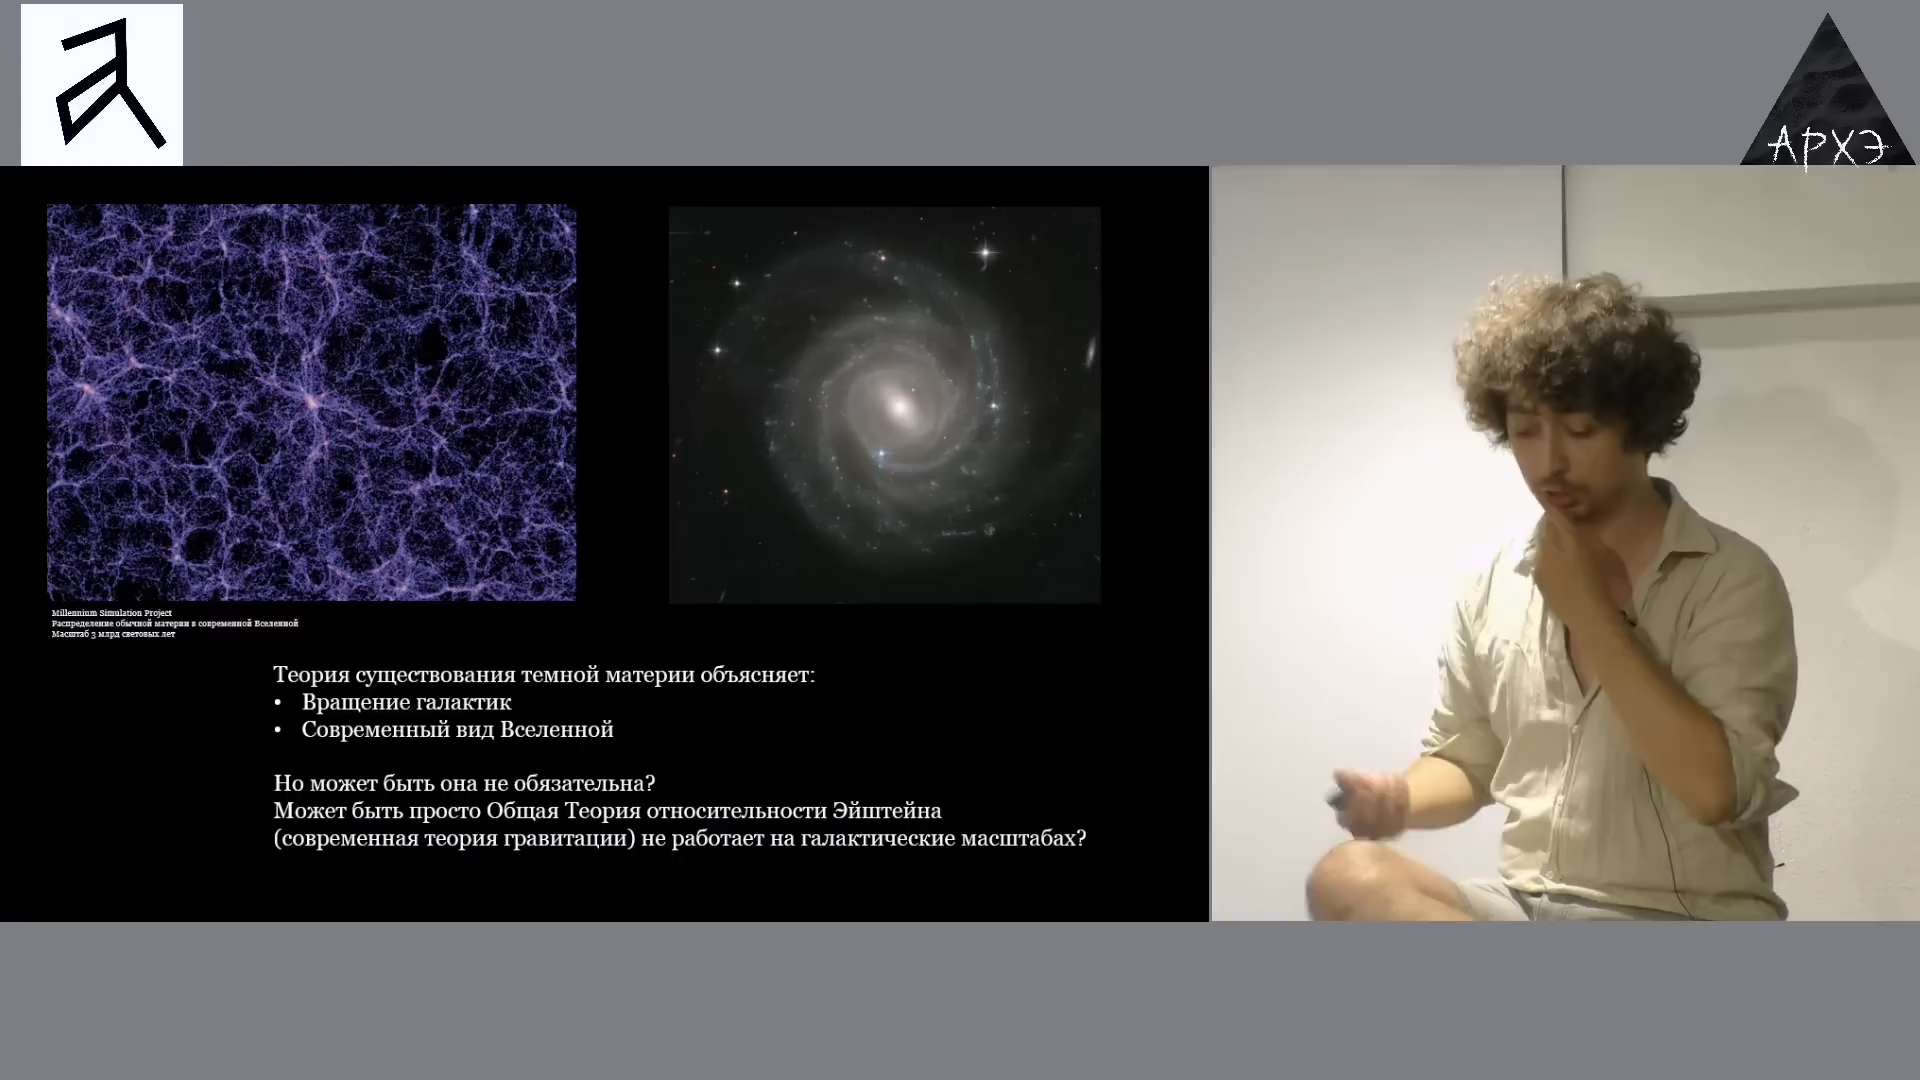 АРХЭ
Millennium Simulation Project
Распределение обычной материи в современной Вселенной
Масштаб 3 млрд световых лет
Теория существования темной материи объясняет:
• Вращение галактик
• Современный вид Вселенной
Но может быть она не обязательна?
Может быть просто Общая Теория относительности Эйштейна
(современная теория гравитации) не работает на галактические масштабах?